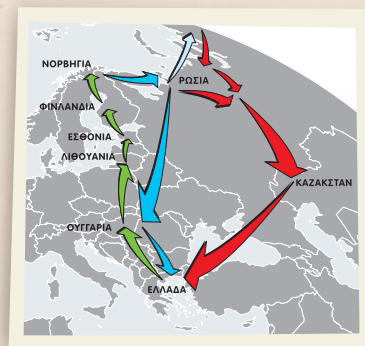 ΝΟΡΒΗΓΙΑ
ΡΩΣΙΑ
ΦΙΝΛΑΝΔΙΑ
ΕΣΘΟΝΙΑ
ΛΙΘΟΥΑΝΙΑ
ΚΑΖΑΚΣΤΑΝ
ΟΥΓΓΑΡΙΑ
ΕΛΛΑΔΑ